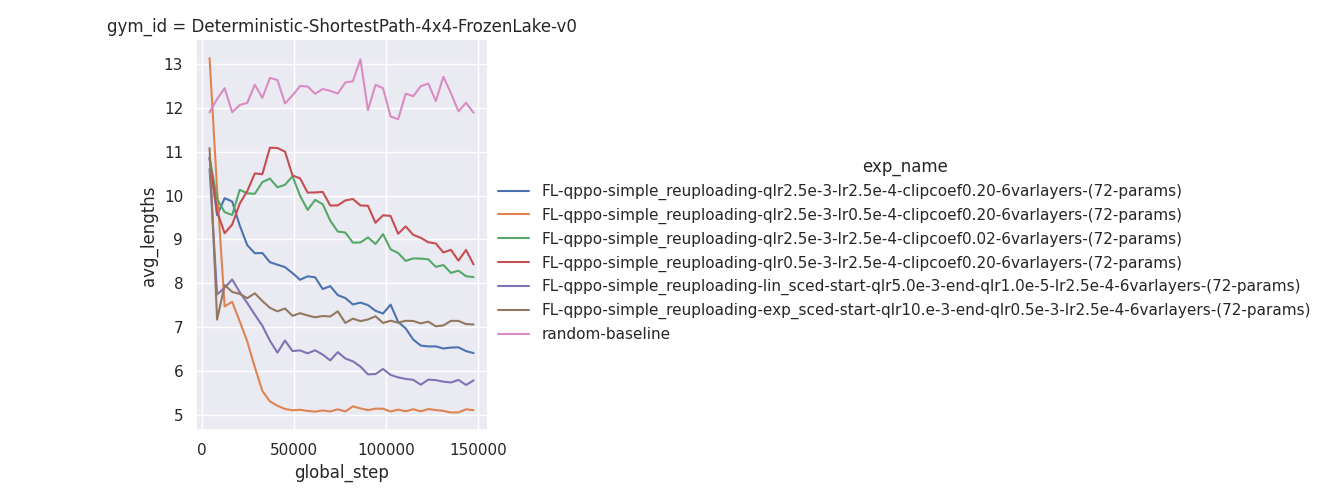 gym_id = Deterministic-ShortestPath-4x4-FrozenLake-v0
13
12
11
10
9
8
7
6
5
avg_lengths
0
50000
100000
150000
global_step
exp_name
FL-qppo-simple_reuploading-qlr2.5e-3-lr2.5e-4-clipcoef0.20-6varlayers-(72-params)
FL-qppo-simple_reuploading-qlr2.5e-3-lr0.5e-4-clipcoef0.20-6varlayers-(72-params)
FL-qppo-simple_reuploading-qlr2.5e-3-lr2.5e-4-clipcoef0.02-6varlayers-(72-params)
FL-qppo-simple_reuploading-qlr0.5e-3-lr2.5e-4-clipcoef0.20-6varlayers-(72-params)
FL-qppo-simple_reuploading-lin_sced-start-qlr5.0e-3-end-qlr1.0e-5-lr2.5e-4-6varlayers-(72-params)
FL-qppo-simple_reuploading-exp_sced-start-qlr10.e-3-end-qlr0.5e-3-lr2.5e-4-6varlayers-(72-params)
random-baseline